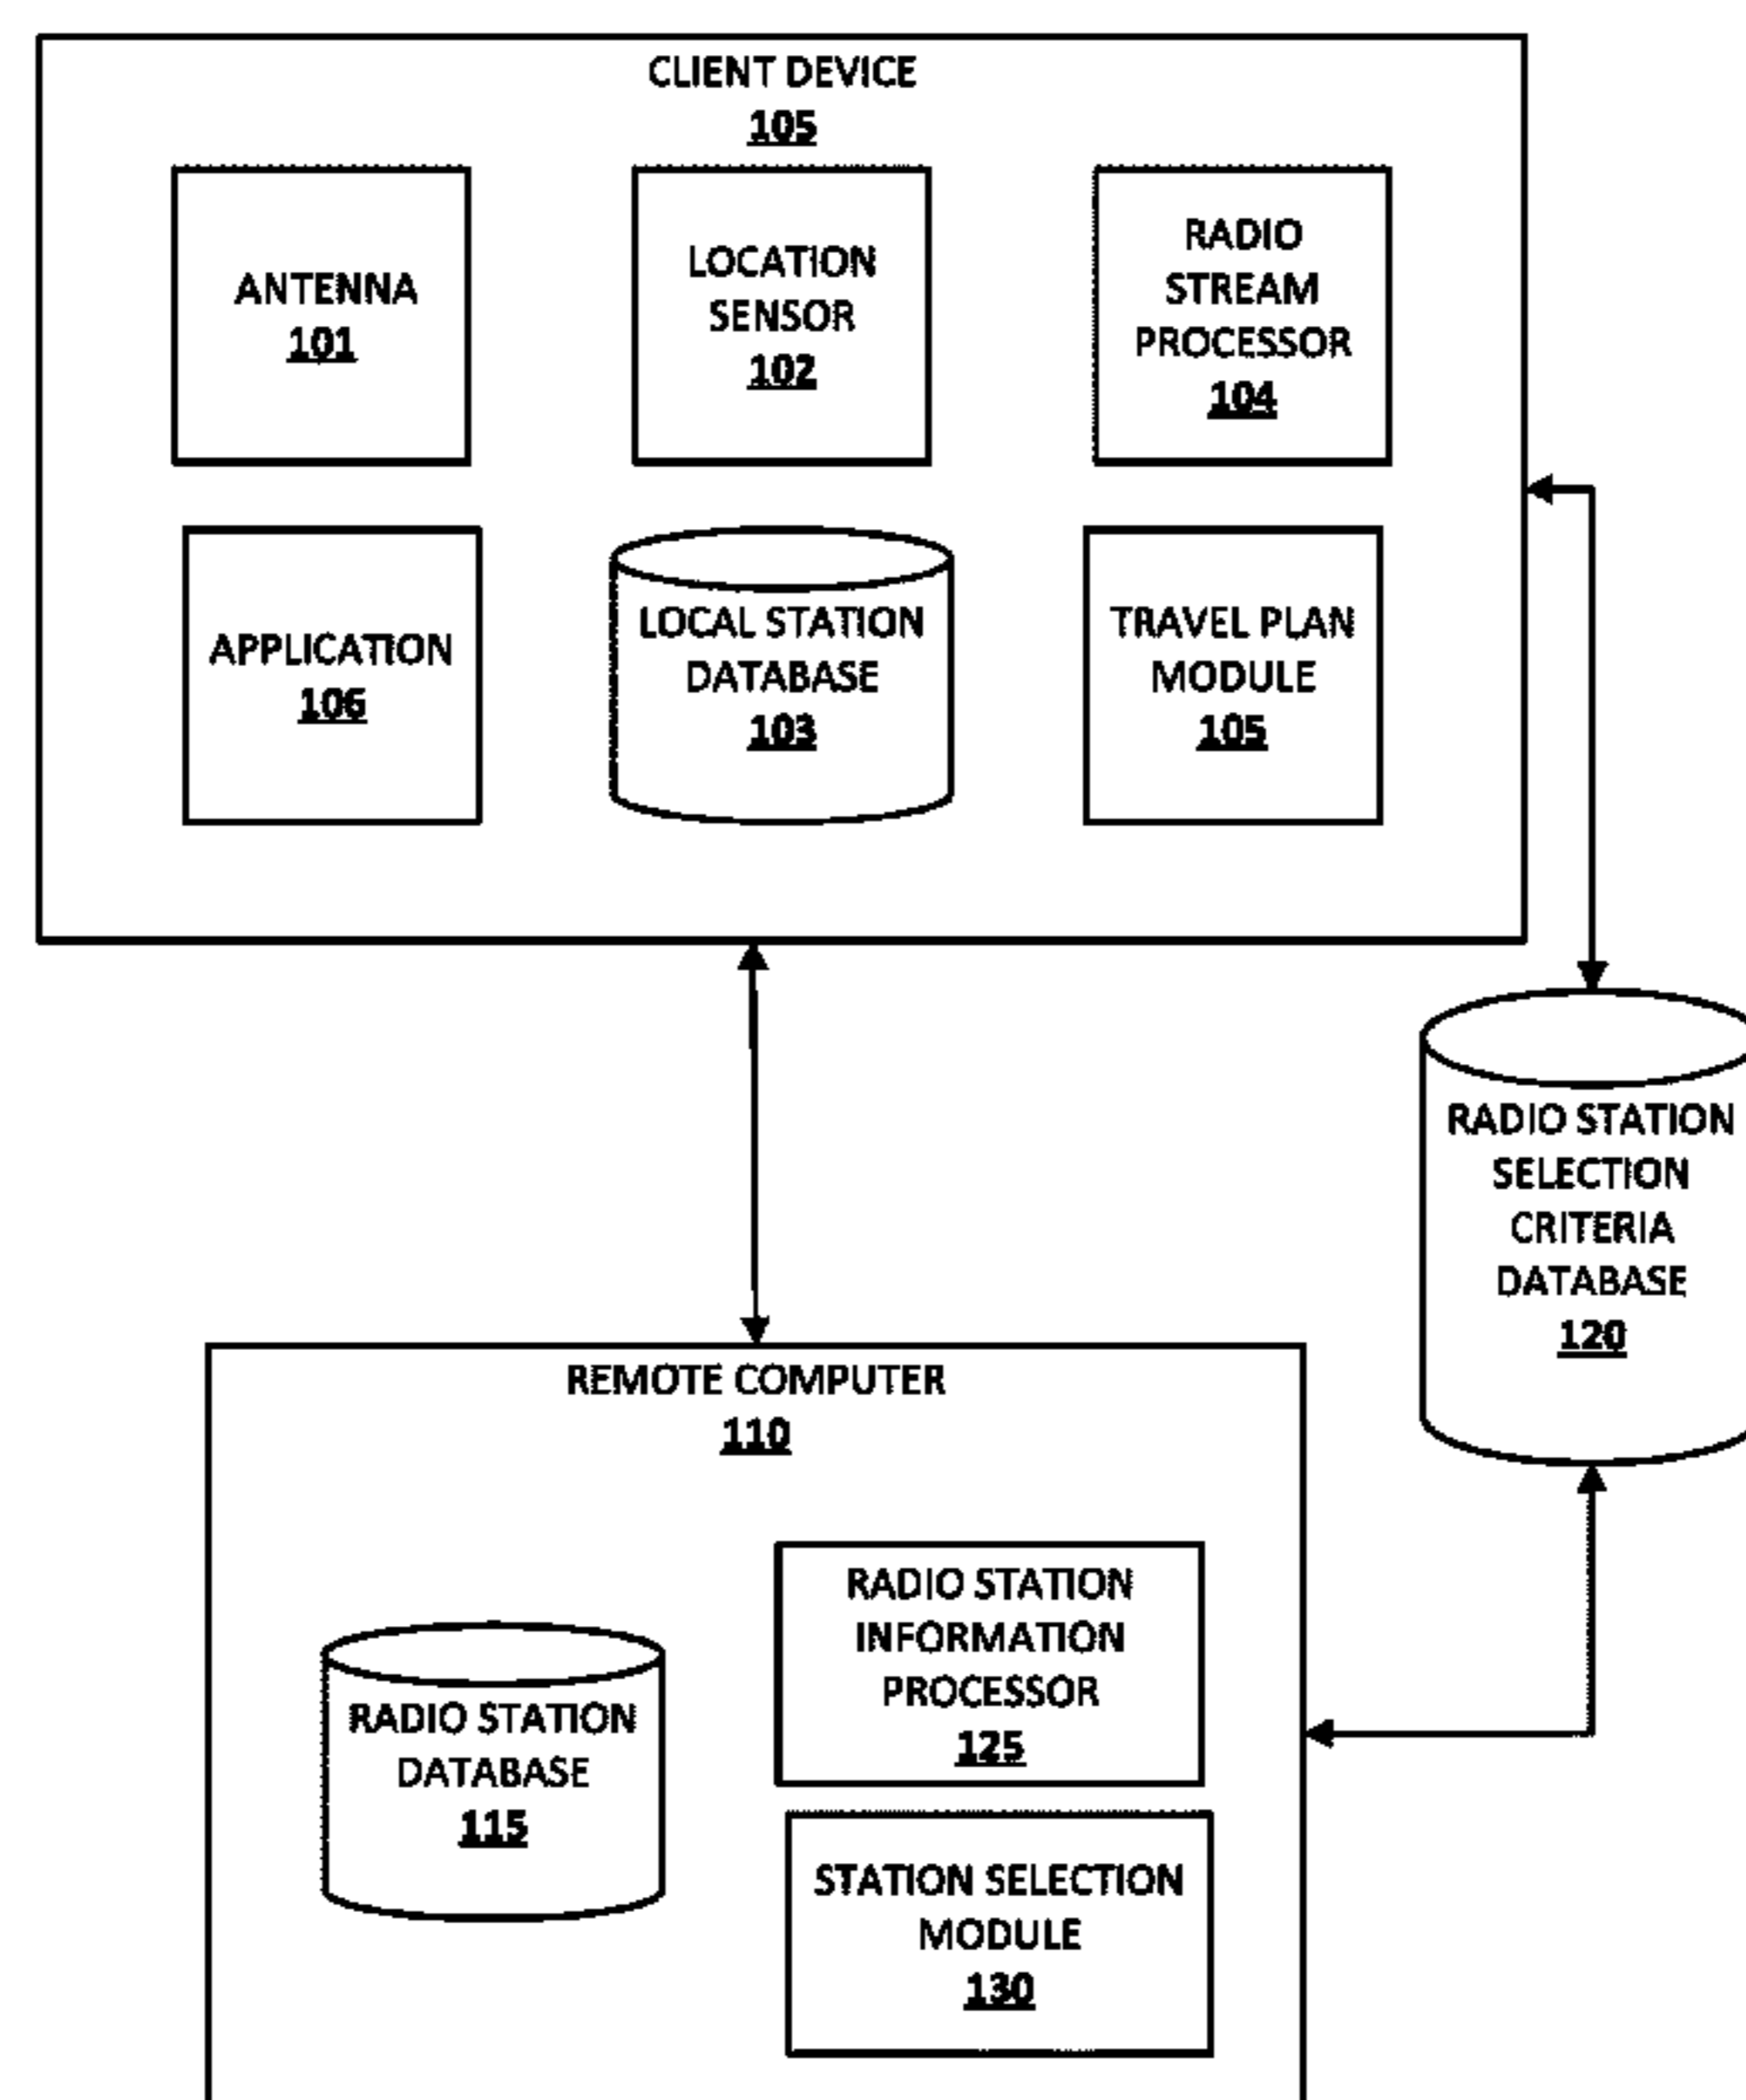 CLIENT DEVICE
105
ANTENNA
101
LOCATION
SENSOR
102
RADIO
STREAM
PROCESSOR
104
APPLICATION
106
LOCAL STATION
DATABASE
103
TRAVEL PLAN
MODULE
105
RADIO STATION
SELECTION
CRITERIA
DATABASE
120
REMOTE COMPUTER
110
RADIO STATION
DATABASE
115
RADIO STATION
INFORMATION
PROCESSOR
125
STATION SELECTION
MODULE
130